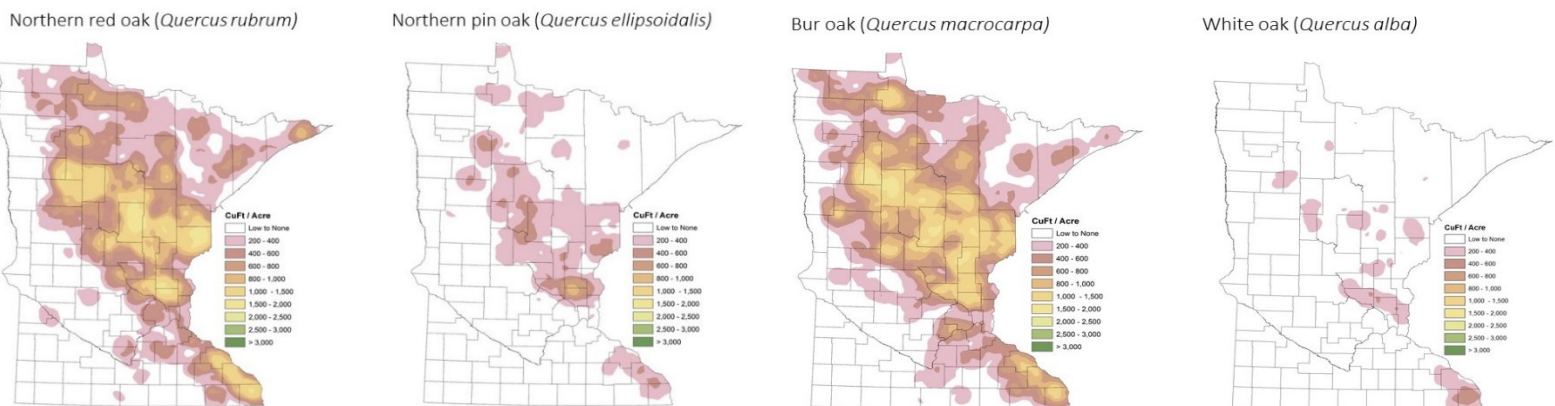 Northern red oak (Quercus rubrum)
Northern pin oak (Quercus ellipsoidalis)
Bur oak (Quercus macrocarpa)
White oak (Quercus alba)
CuFt / Acre
Low to None
200 - 400
400 - 600
600 - 800
800 - 1,000
1,000 - 1,500
1,500 - 2,000
2,000 - 2,500
2,500 - 3,000
> 3,000
CuFt / Acre
Low to None
200 - 400
400 - 600
600 - 800
800 - 1,000
1,000 - 1,500
1,500 - 2,000
2,000 - 2,500
2,500 - 3,000
> 3,000
CuFt / Acre
Low to None
200 - 400
400 - 600
600 - 800
800 - 1,000
1,000 - 1,500
1,500 - 2,000
2,000 - 2,500
2,500 - 3,000
> 3,000
CuFt / Acre
Low to None
200 - 400
400 - 600
600 - 800
800 - 1,000
1,000 - 1,500
1,500 - 2,000
2,000 - 2,500
2,500 - 3,000
> 3,000